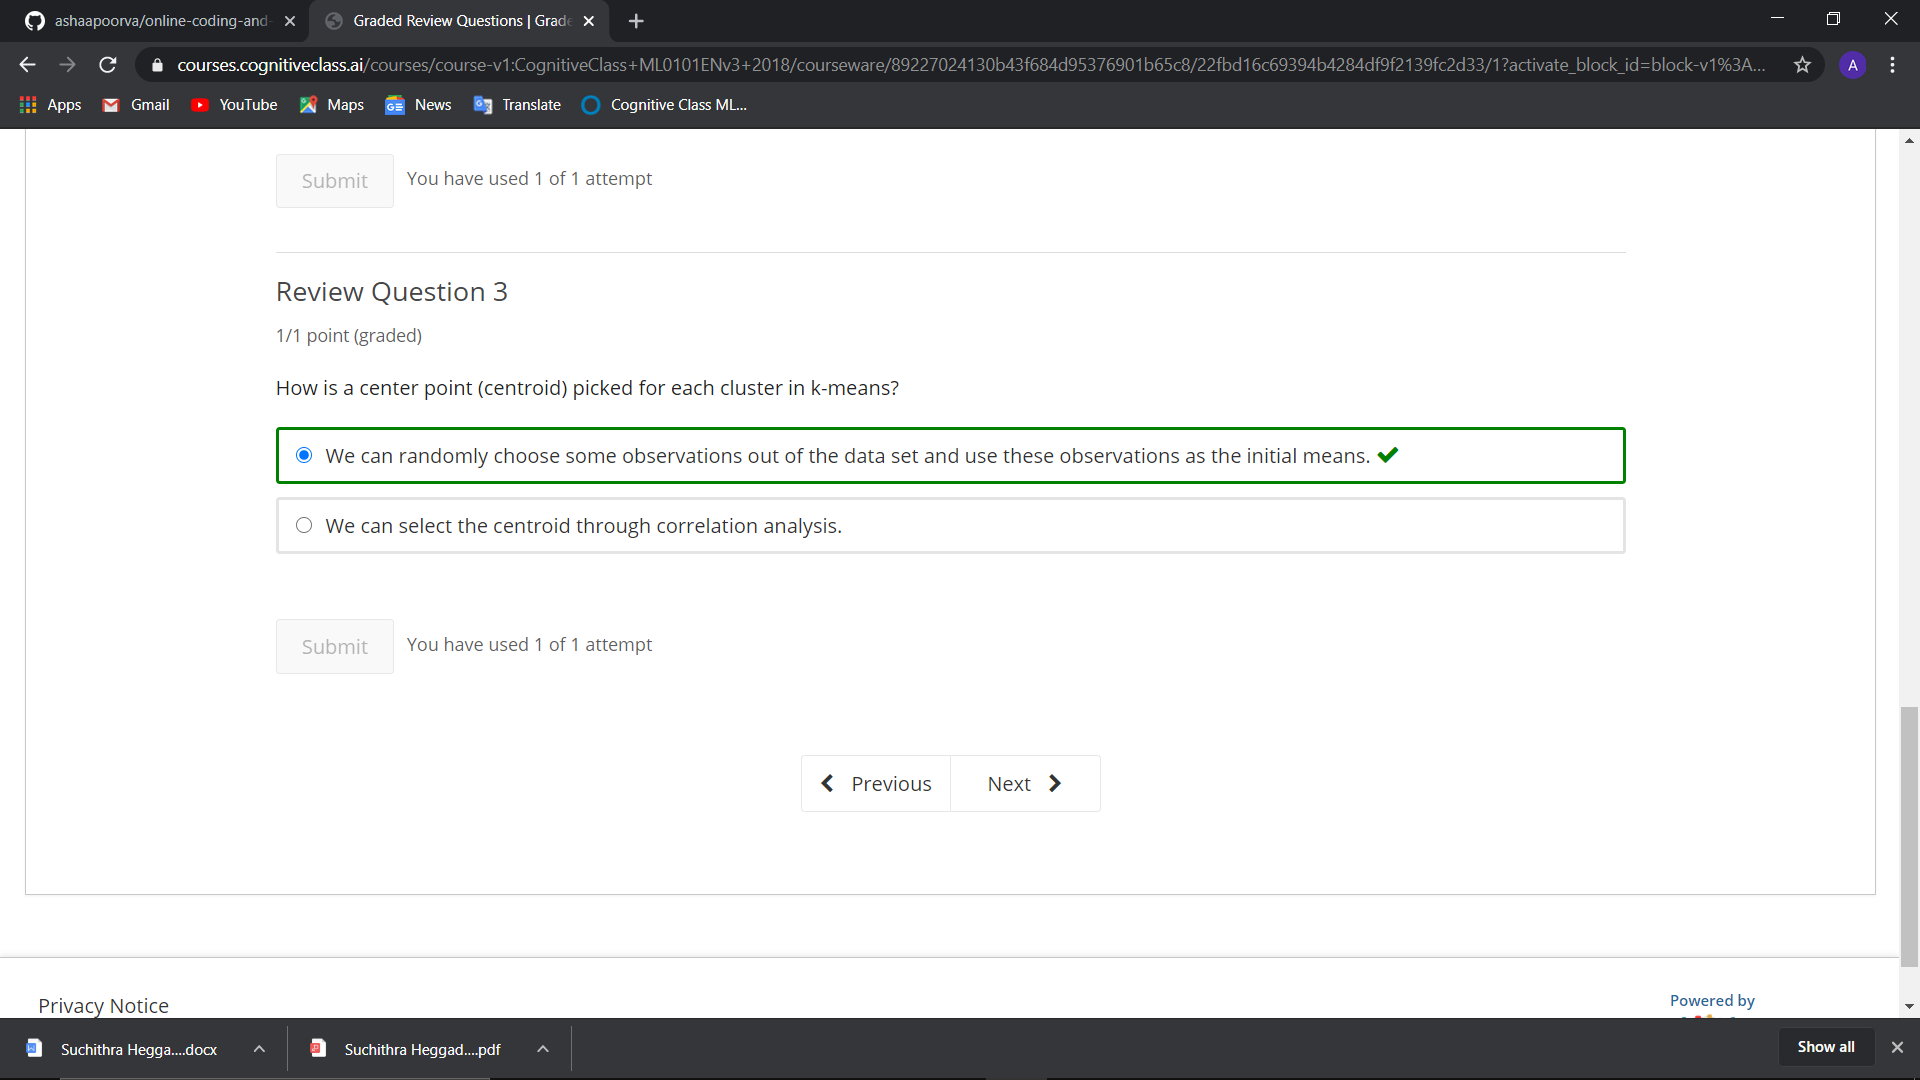 ashaapoorva/online-coding-and-
Graded Review Questions | Grade
courses.cognitiveclass.ai/courses/course-v1:CognitiveClass+ML0101ENv3+2018/courseware/89227024130b43f684d95376901b65c8/22fbd16c69394b4284df9f2139fc2d33/1?activate_block_id=block-v1%3A...
A
Apps
Gmail
YouTube
Maps
News
Translate
Cognitive Class ML...
Submit
You have used 1 of 1 attempt
Review Question 3
1/1 point (graded)
How is a center point (centroid) picked for each cluster in k-means?
We can randomly choose some observations out of the data set and use these observations as the initial means.
We can select the centroid through correlation analysis.
Submit
You have used 1 of 1 attempt
Previous
Next
Privacy Notice
Powered by
Suchithra Hegga....docx
Suchithra Heggad....pdf
Show all